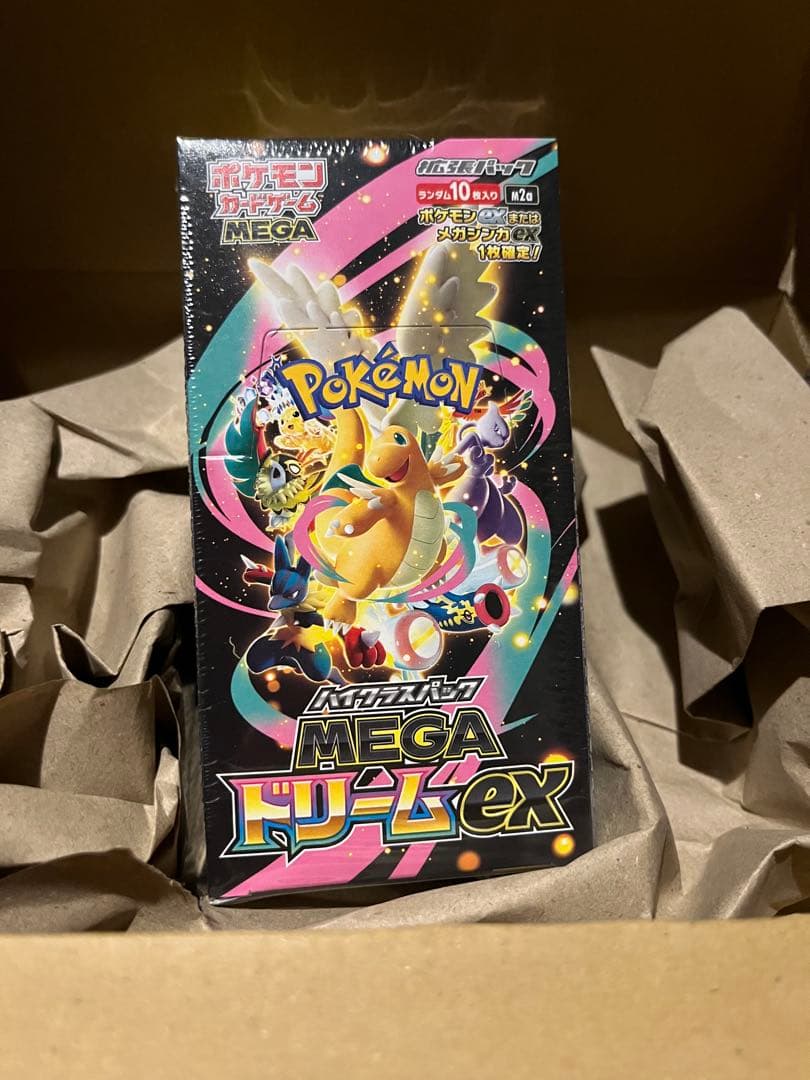 ポケモン
カードゲーム
MEGA
拡張パック
ランダム10枚入り
M2a
ポケモンexまたは
メガシンカex
1枚確定!
POKÉMON
ハイクラスパック
MEGA
ドリームex